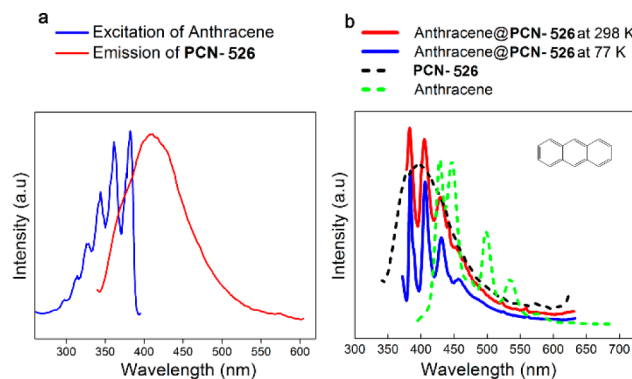 a
Excitation of Anthracene
Emission of PCN-526
Intensity (a.u)
300 350 400 450 500 550 600
Wavelength (nm)
b
Anthracene@PCN-526 at 298 K
Anthracene@PCN-526 at 77 K
PCN-526
Anthracene
Intensity (a.u)
300 350 400 450 500 550 600 650 700
Wavelength (nm)